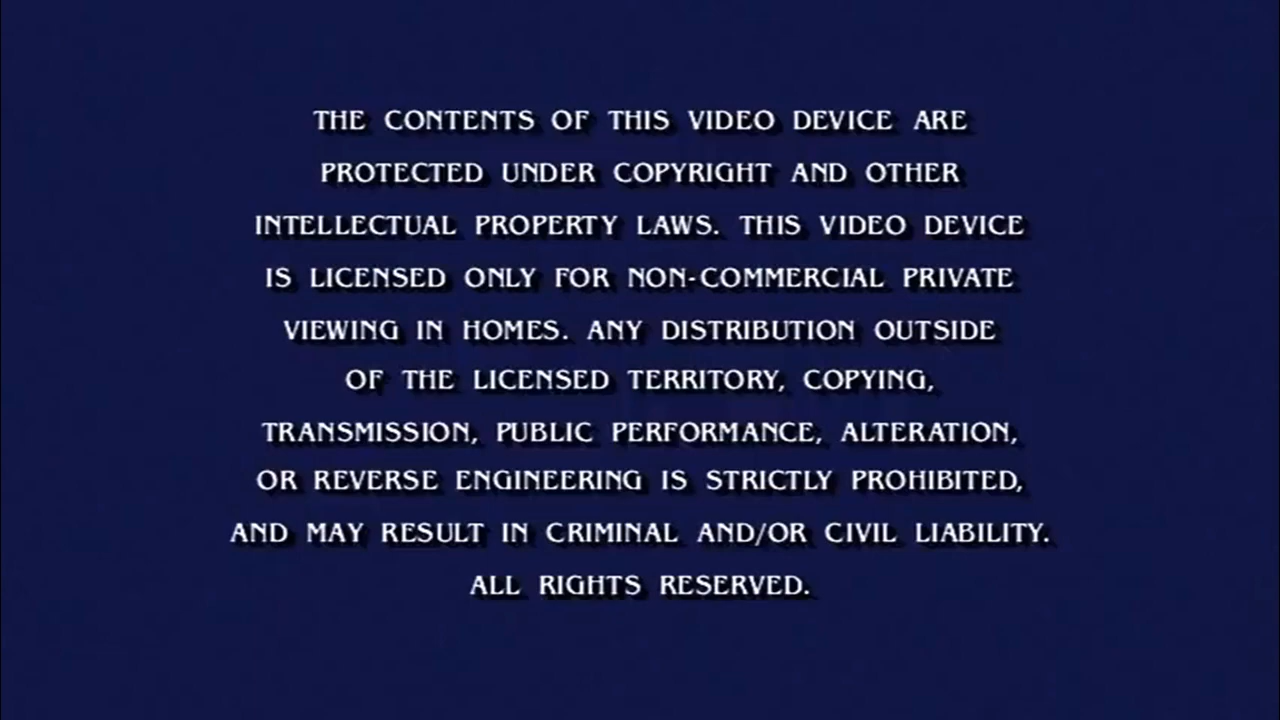 THE CONTENTS OF THIS VIDEO DEVICE ARE
PROTECTED UNDER COPYRIGHT AND OTHER
INTELLECTUAL PROPERTY LAWS. THIS VIDEO DEVICE
IS LICENSED ONLY FOR NON-COMMERCIAL PRIVATE
VIEWING IN HOMES. ANY DISTRIBUTION OUTSIDE
OF THE LICENSED TERRITORY, COPYING,
TRANSMISSION, PUBLIC PERFORMANCE, ALTERATION,
OR REVERSE ENGINEERING IS STRICTLY PROHIBITED,
AND MAY RESULT IN CRIMINAL AND/OR CIVIL LIABILITY.
ALL RIGHTS RESERVED.